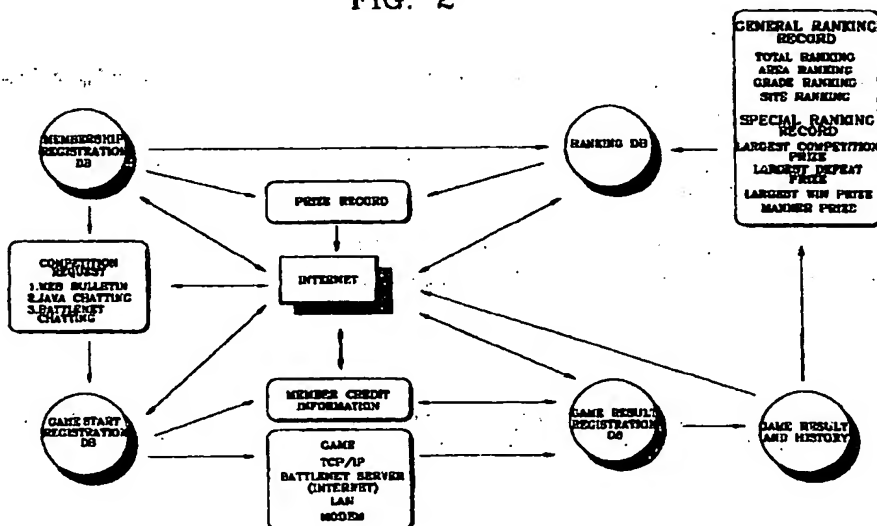 FIG. 2
GENERAL RANKING
RECORD
TOTAL RANKING
AREA RANKING
GRADE RANKING
SITE RANKING
SPECIAL RANKING
RECORD
LARGEST COMPETITION
PRIZE
LARGEST DEFEAT
PRIZE
LARGEST WIN PRIZE
MANNER PRIZE
MEMBERSHIP
REGISTRATION
DB
RANKING DB
PRIZE RECORD
COMPETITION
REQUEST
1.WEB BULLETIN
2.JAVA CHATTING
3.BATTLENET
CHATTING
INTERNET
GAME START
REGISTRATION
DB
MEMBER CREDIT
INFORMATION
GAME
TCP/IP
BATTLENET SERVER
(INTERNET)
LAN
MODEM
GAME RESULT
REGISTRATION
DB
GAME RESULT
AND HISTORY